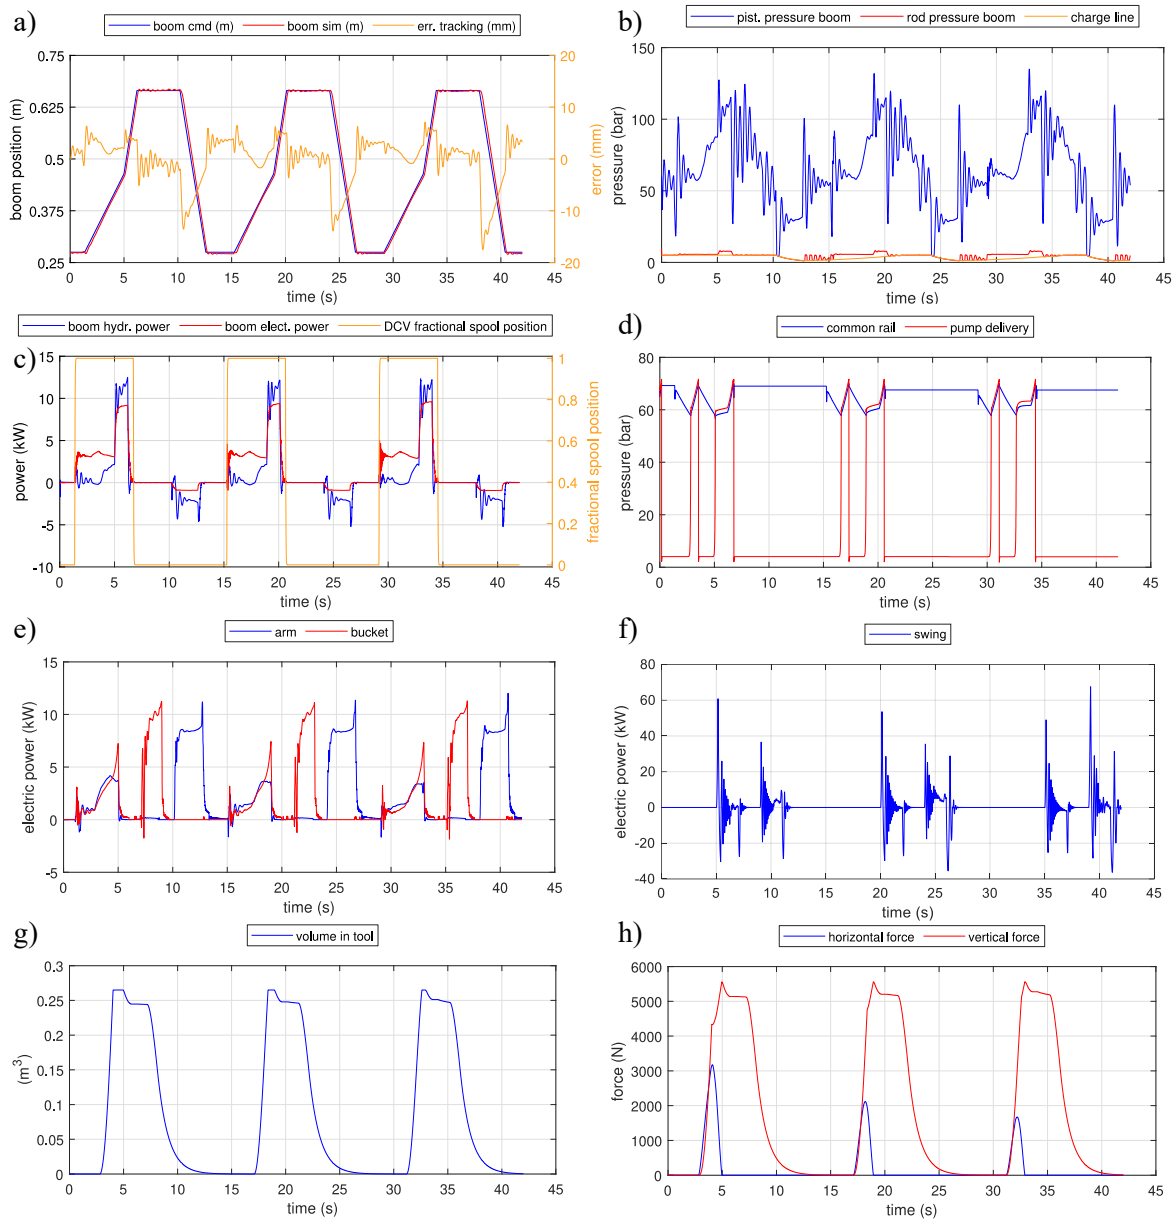 a)
boom cmd (m) boom sim (m) err. tracking (mm)
0.75 0.625 0.5 0.375 0.25
boom position (m)
20 10 0 -10 -20
error (mm)
0 5 10 15 20 25 30 35 40 45
time (s)
b)
pist. pressure boom rod pressure boom charge line
150 100 50 0
pressure (bar)
0 5 10 15 20 25 30 35 40 45
time (s)
c)
boom hydr. power boom elect. power DCV fractional spool position
15 10 5 0 -5 -10
power (kW)
1 0.8 0.6 0.4 0.2 0
fractional spool position
0 5 10 15 20 25 30 35 40 45
time (s)
d)
common rail pump delivery
80 60 40 20 0
pressure (bar)
0 5 10 15 20 25 30 35 40 45
time (s)
e)
arm bucket
15 10 5 0 -5
electric power (kW)
0 5 10 15 20 25 30 35 40 45
time (s)
f)
swing
80 60 40 20 0 -20 -40
electric power (kW)
0 5 10 15 20 25 30 35 40 45
time (s)
g)
volume in tool
0.3 0.25 0.2 0.15 0.1 0.05 0
(m³)
0 5 10 15 20 25 30 35 40 45
time (s)
h)
horizontal force vertical force
6000 5000 4000 3000 2000 1000 0
force (N)
0 5 10 15 20 25 30 35 40 45
time (s)